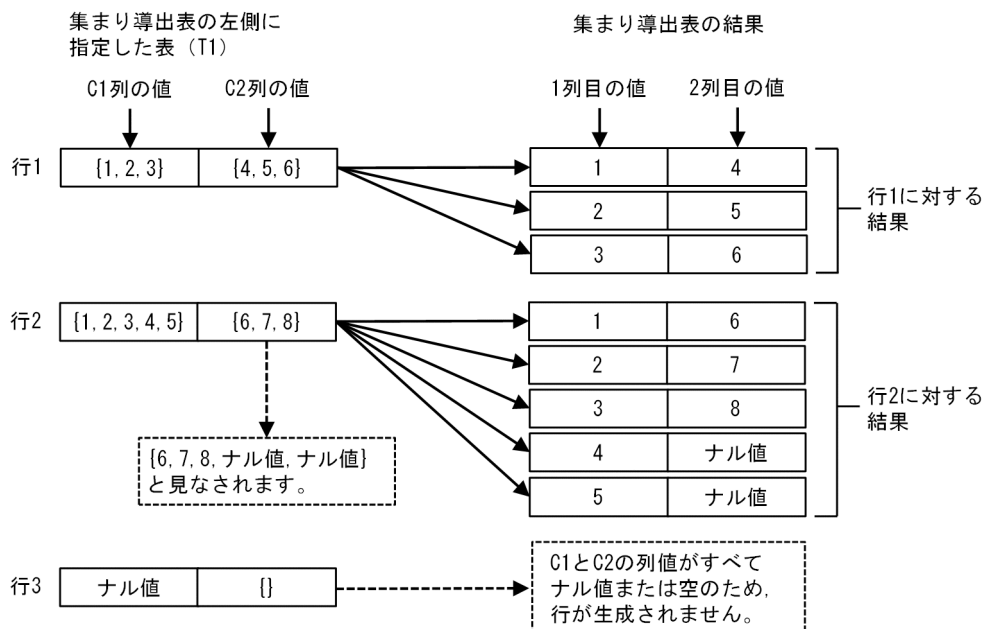 集まり導出表の左側に
指定した表（T1）
集まり導出表の結果
C1列の値 C2列の値
1列目の値 2列目の値
行1 {1,2,3} {4,5,6}
1 4
2 5
3 6
行1に対する
結果
行2 {1,2,3,4,5} {6,7,8}
1 6
2 7
3 8
4 ナル値
5 ナル値
行2に対する
結果
{6,7,8,ナル値,ナル値}
と見なされます。
行3 ナル値 {}
C1とC2の列値がすべて
ナル値または空のため,
行が生成されません。